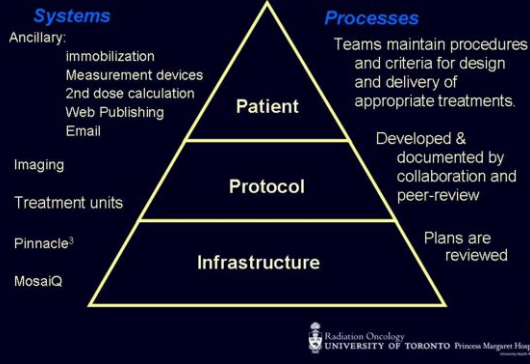 Systems
Processes
Ancillary:
immobilization
Measurement devices
2nd dose calculation
Web Publishing
Email
Imaging
Treatment units
Pinnacle³
MosaiQ
Patient
Protocol
Infrastructure
Teams maintain procedures
and criteria for design
and delivery of
appropriate treatments.
Developed &
documented by
collaboration and
peer-review
Plans are
reviewed
Radiation Oncology
UNIVERSITY OF TORONTO Princess Margaret